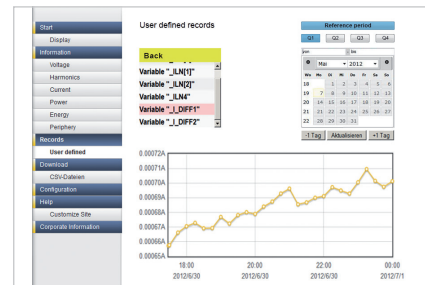 Start
Display
Information
Voltage
Harmonics
Current
Power
Energy
Periphery
Records
User defined
Download
CSV-Dateien
Configuration
Help
Customize Site
Corporate Information
User defined records
Back
Variable "_ILN[1]"
Variable "_ILN[2]"
Variable "_ILN4"
Variable "_I_DIFF1"
Variable "_I_DIFF2"
Reference period
Q1 Q2 Q3 Q4
bis
Mai 2012
Wo Mo Di Mi Do Fr Sa So
18 1 2 3 4 5 6
19 7 8 9 10 11 12 13
20 14 15 16 17 18 19 20
21 21 22 23 24 25 26 27
22 28 29 30 31
-1 Tag Aktualisieren +1 Tag
0.00072A
0.00071A
0.00070A
0.00069A
0.00068A
0.00067A
0.00066A
0.00065A
18:00 20:00 22:00 00:00
2012/6/30 2012/6/30 2012/6/30 2012/7/1